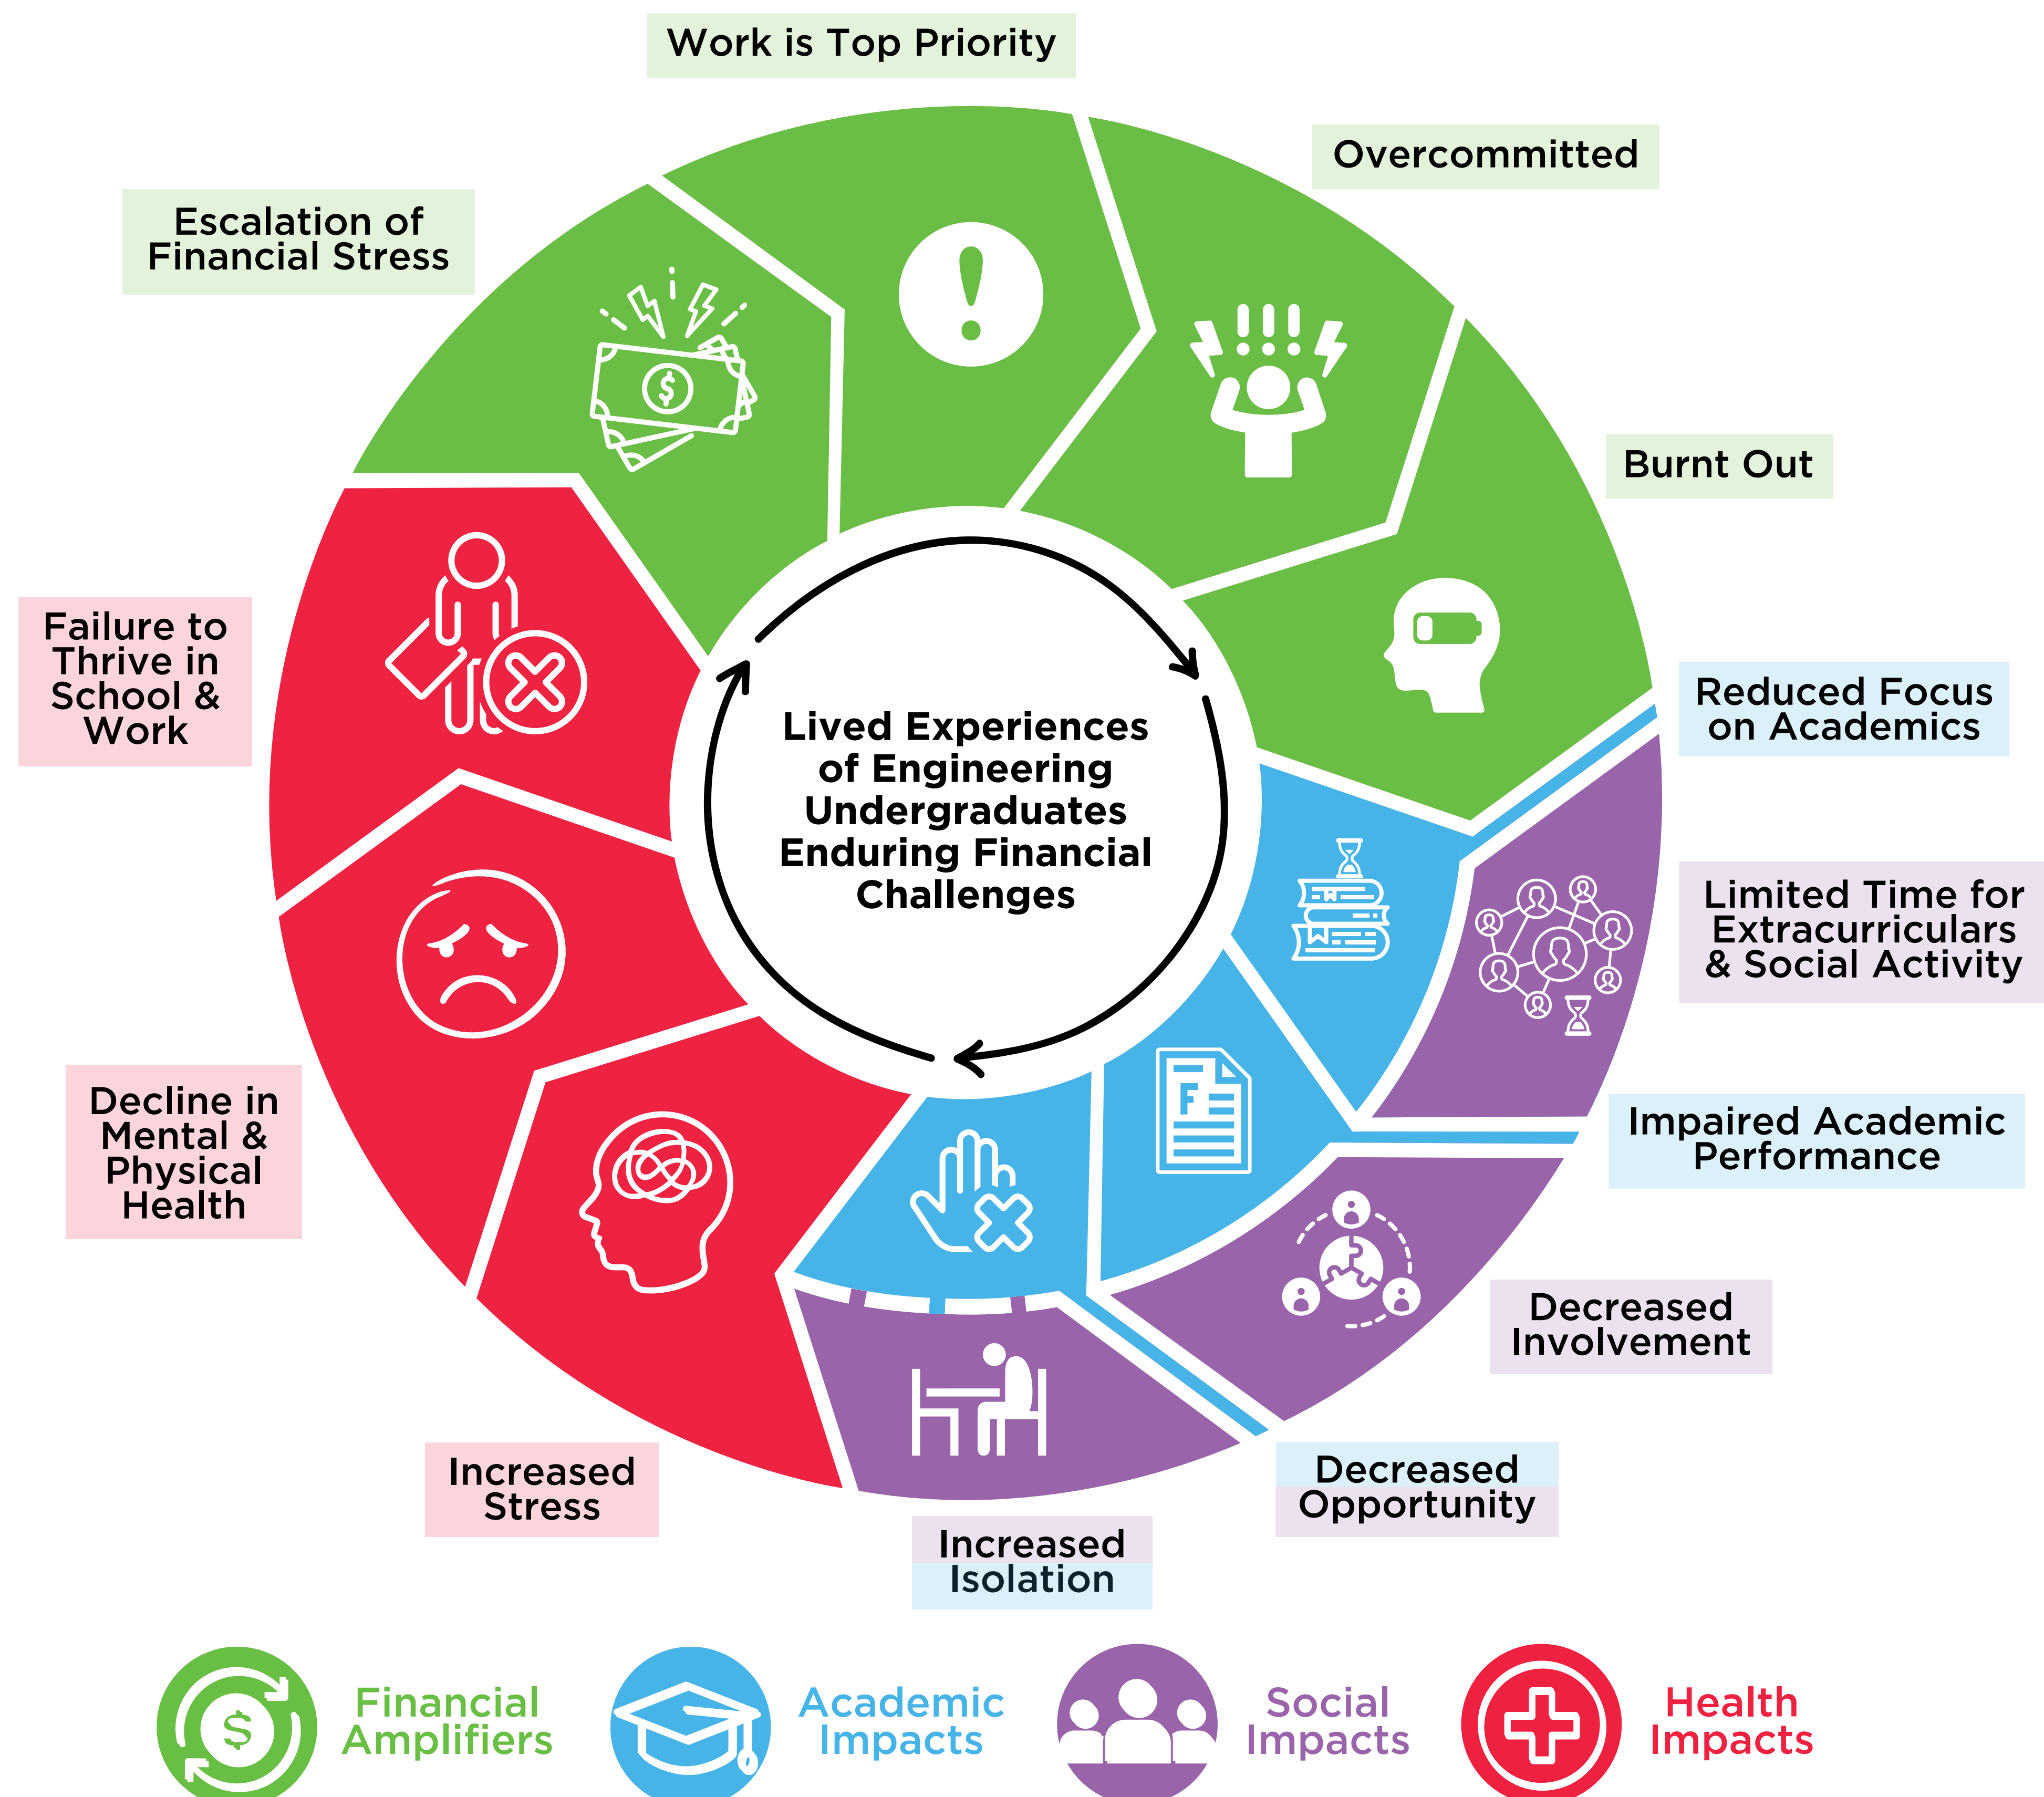 Work is Top Priority
Overcommitted
Escalation of
Financial Stress
Burnt Out
Failure to
Thrive in
School &
Work
Reduced Focus
on Academics
Lived Experiences
of Engineering
Undergraduates
Enduring Financial
Challenges
Limited Time for
Extracurriculars
& Social Activity
Decline in
Mental &
Physical
Health
Impaired Academic
Performance
F
Decreased
Involvement
Increased
Stress
Decreased
Opportunity
Increased
Isolation
$
$
Financial
Amplifiers
Academic
Impacts
Social
Impacts
Health
Impacts